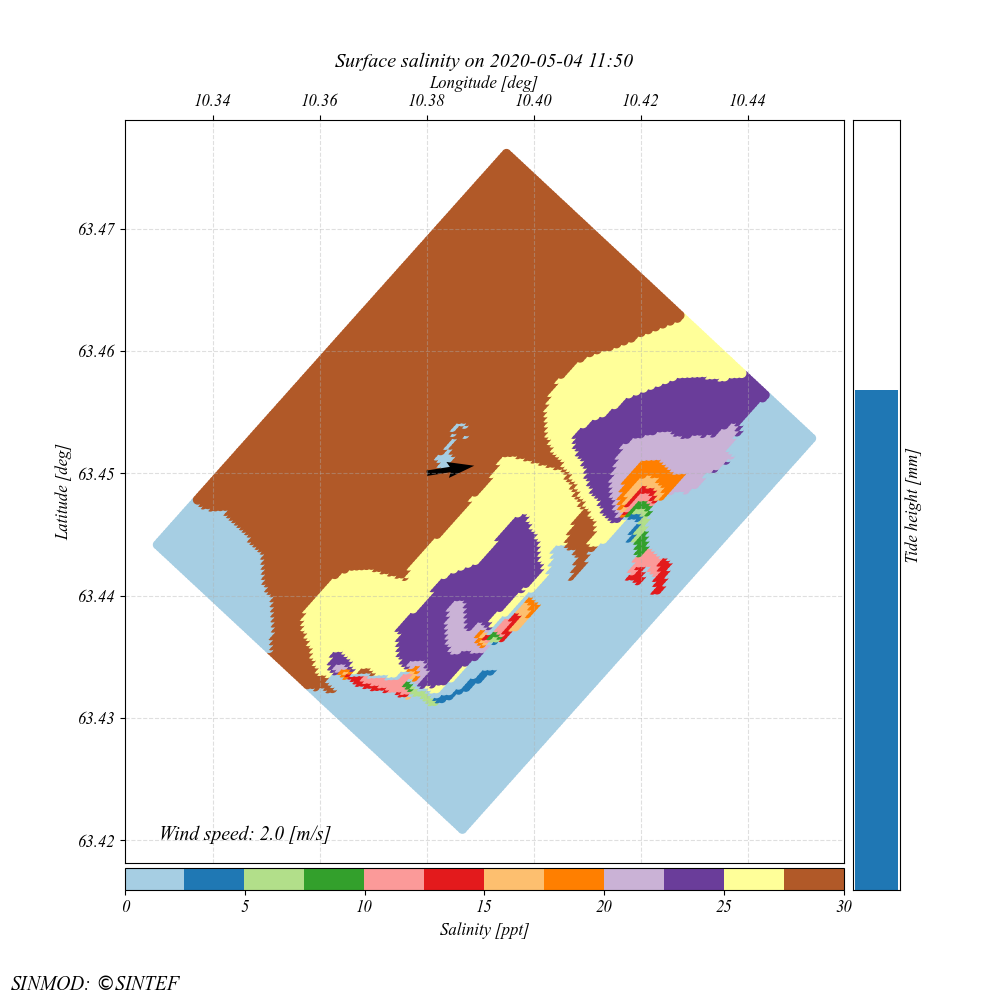 Surface salinity on 2020-05-04 11:50
Longitude [deg]
10.34 10.36 10.38 10.40 10.42 10.44
63.47
63.46
63.45
63.44
63.43
63.42
Latitude [deg]
Tide height [mm]
Wind speed: 2.0 [m/s]
0 5 10 15 20 25 30
Salinity [ppt]
SINMOD: ©SINTEF